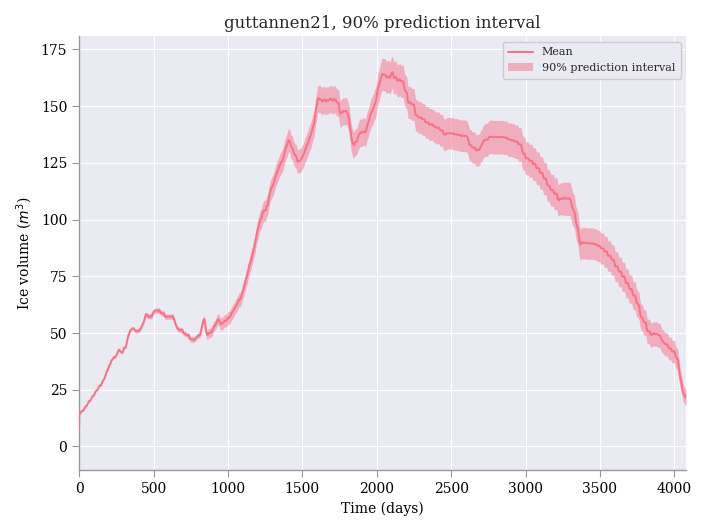 guttannen21, 90% prediction interval
175
150
125
100
75
50
25
0
Ice volume (m³)
Mean
90% prediction interval
0 500 1000 1500 2000 2500 3000 3500 4000
Time (days)